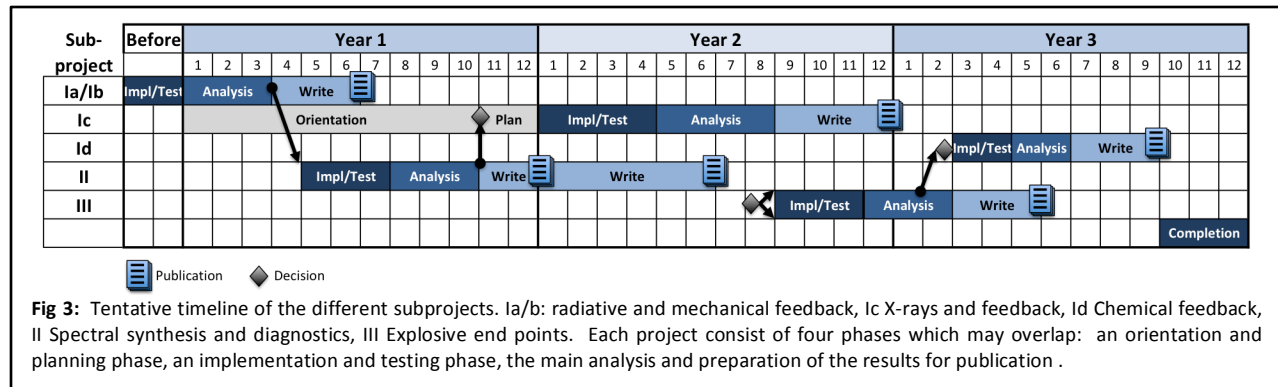 Sub- Before Year 1 Year 2 Year 3
project 1 2 3 4 5 6 7 8 9 10 11 12 1 2 3 4 5 6 7 8 9 10 11 12 1 2 3 4 5 6 7 8 9 10 11 12
Ia/Ib Impl/Test Analysis Write
Ic Orientation Plan Impl/Test Analysis Write
Id Impl/Test Analysis Write
II Impl/Test Analysis Write Write
III Impl/Test Analysis Write
Completion
Publication Decision
Fig 3: Tentative timeline of the different subprojects. Ia/b: radiative and mechanical feedback, Ic X-rays and feedback, Id Chemical feedback,
II Spectral synthesis and diagnostics, III Explosive end points. Each project consist of four phases which may overlap: an orientation and
planning phase, an implementation and testing phase, the main analysis and preparation of the results for publication .